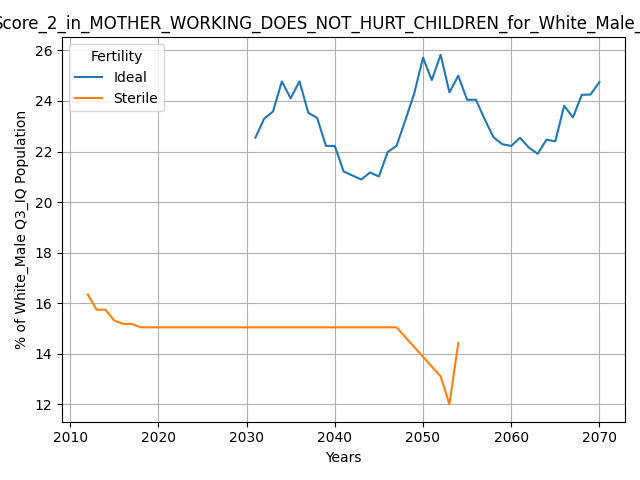 Score_2_in_MOTHER_WORKING_DOES_NOT_HURT_CHILDREN_for_White_Male_
Fertility
Ideal
Sterile
% of White_Male Q3_IQ Population
26
24
22
20
18
16
14
12
2010 2020 2030 2040 2050 2060 2070
Years